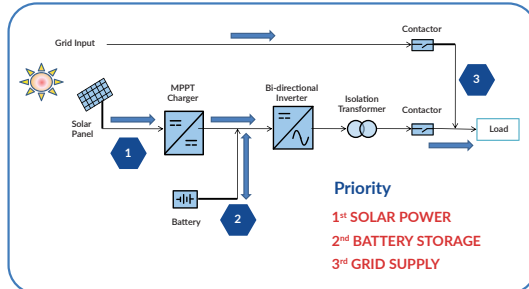 Grid Input
Contactor
3
MPPT
Charger
Bi-directional
Inverter
Isolation
Transformer
Contactor
Load
Solar
Panel
1
Battery
2
Priority
1st SOLAR POWER
2nd BATTERY STORAGE
3rd GRID SUPPLY